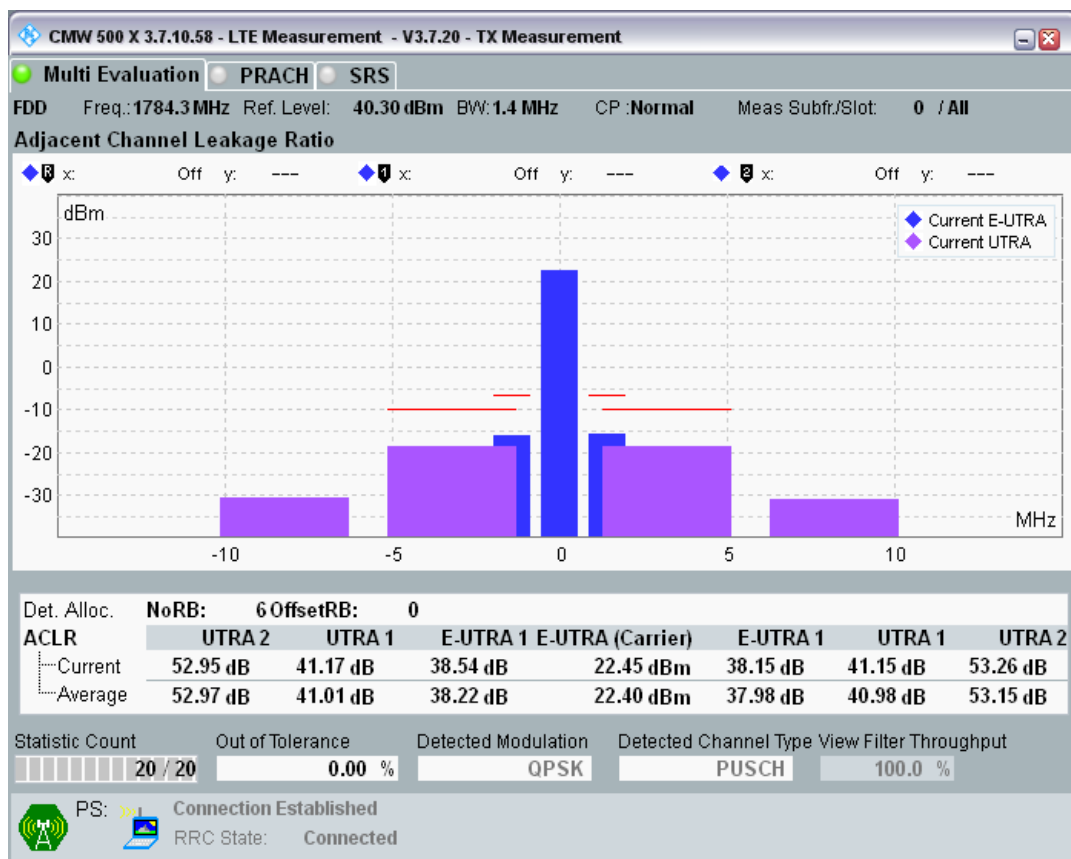 CMW 500 X 3.7.10.58 - LTE Measurement - V3.7.20 - TX Measurement
Multi Evaluation PRACH SRS
FDD Freq.: 1784.3 MHz Ref. Level: 40.30 dBm BW: 1.4 MHz CP :Normal Meas Subfr./Slot: 0 / All
Adjacent Channel Leakage Ratio
R x: Off y: --- 1 x: Off y: --- 2 x: Off y: ---
dBm
Current E-UTRA
Current UTRA
30
20
10
0
-10
-20
-30
MHz
-10 -5 0 5 10
Det. Alloc. NoRB: 6 OffsetRB: 0
ACLR UTRA 2 UTRA 1 E-UTRA 1 E-UTRA (Carrier) E-UTRA 1 UTRA 1 UTRA 2
Current 52.95 dB 41.17 dB 38.54 dB 22.45 dBm 38.15 dB 41.15 dB 53.26 dB
Average 52.97 dB 41.01 dB 38.22 dB 22.40 dBm 37.98 dB 40.98 dB 53.15 dB
Statistic Count Out of Tolerance Detected Modulation Detected Channel Type View Filter Throughput
20 / 20 0.00 % QPSK PUSCH 100.0 %
PS: Connection Established
RRC State: Connected